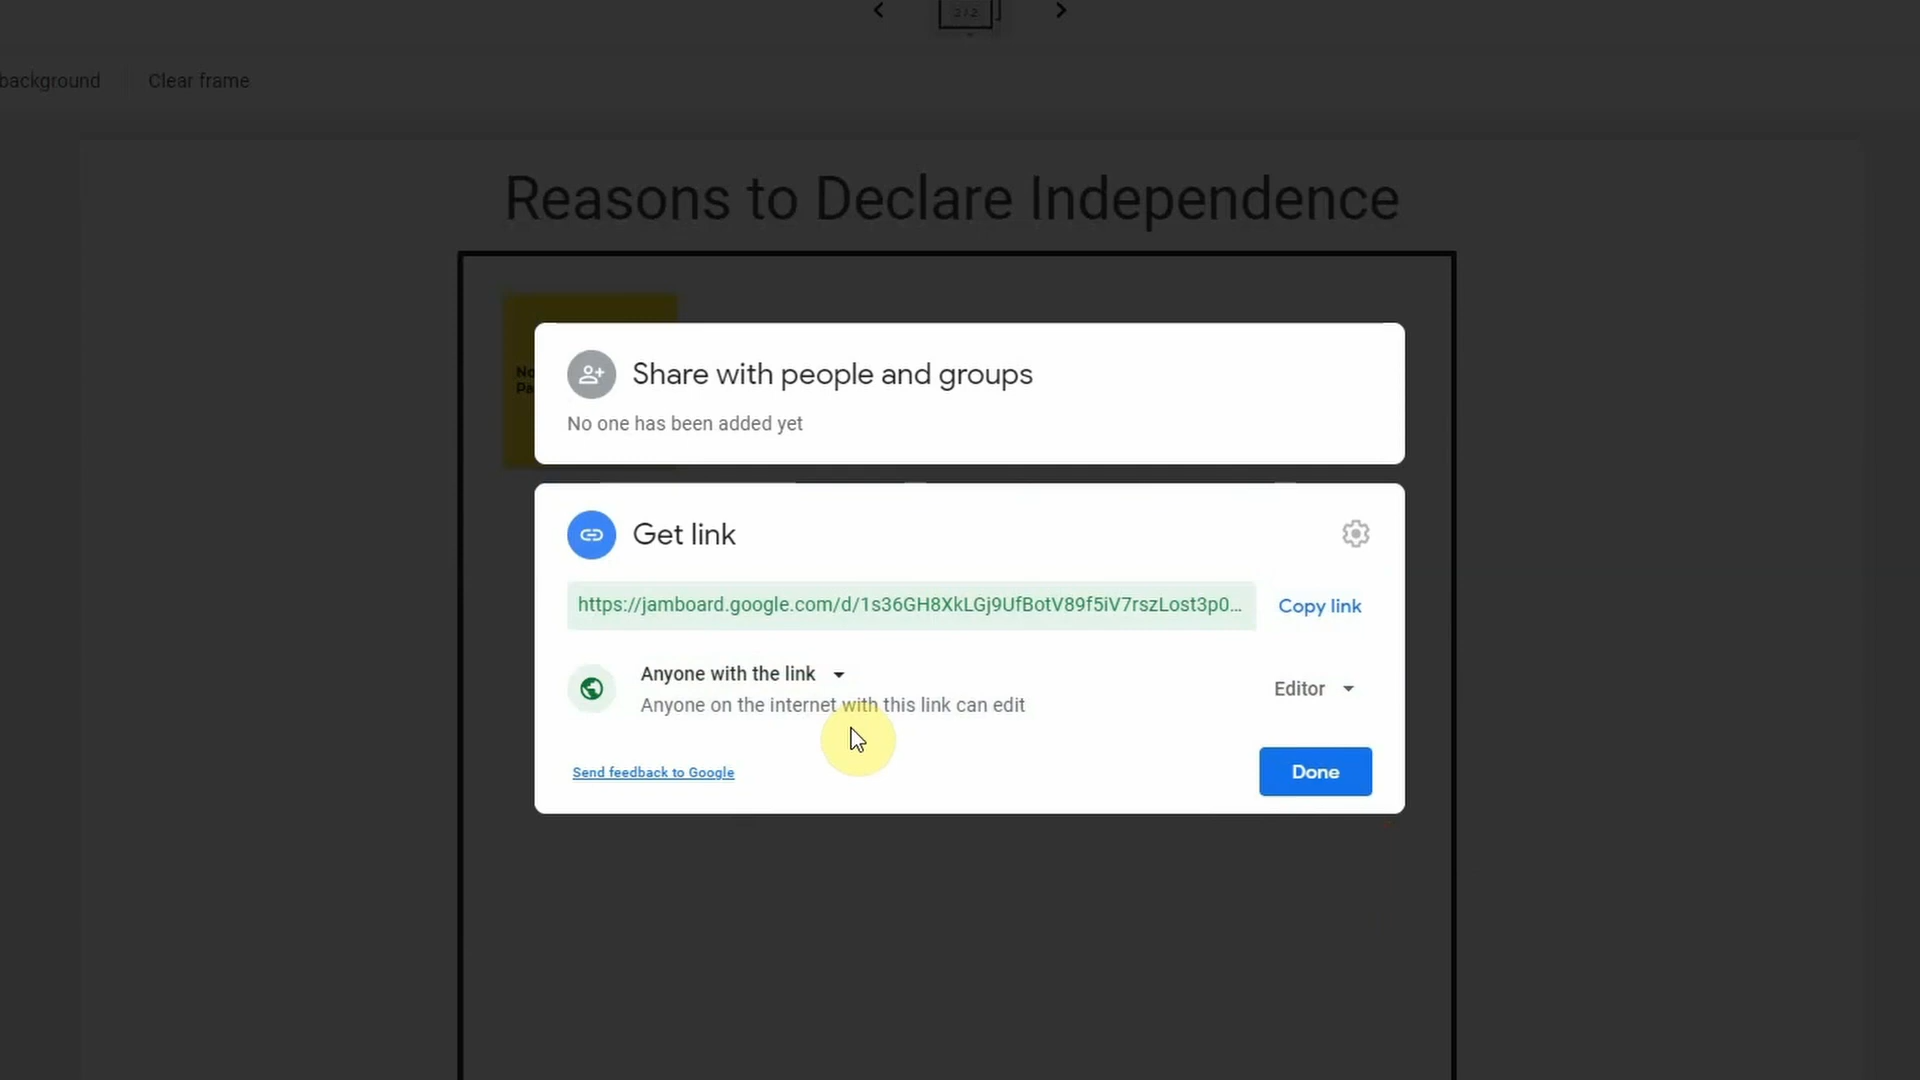 2/2
background
Clear frame
Reasons to Declare Independence
No
Pa
Share with people and groups
No one has been added yet
Get link
https://jamboard.google.com/d/1s36GH8XkLGj9UfBotV89f5iV7rszLost3p0...
Copy link
Anyone with the link
Anyone on the internet with this link can edit
Editor
Send feedback to Google
Done